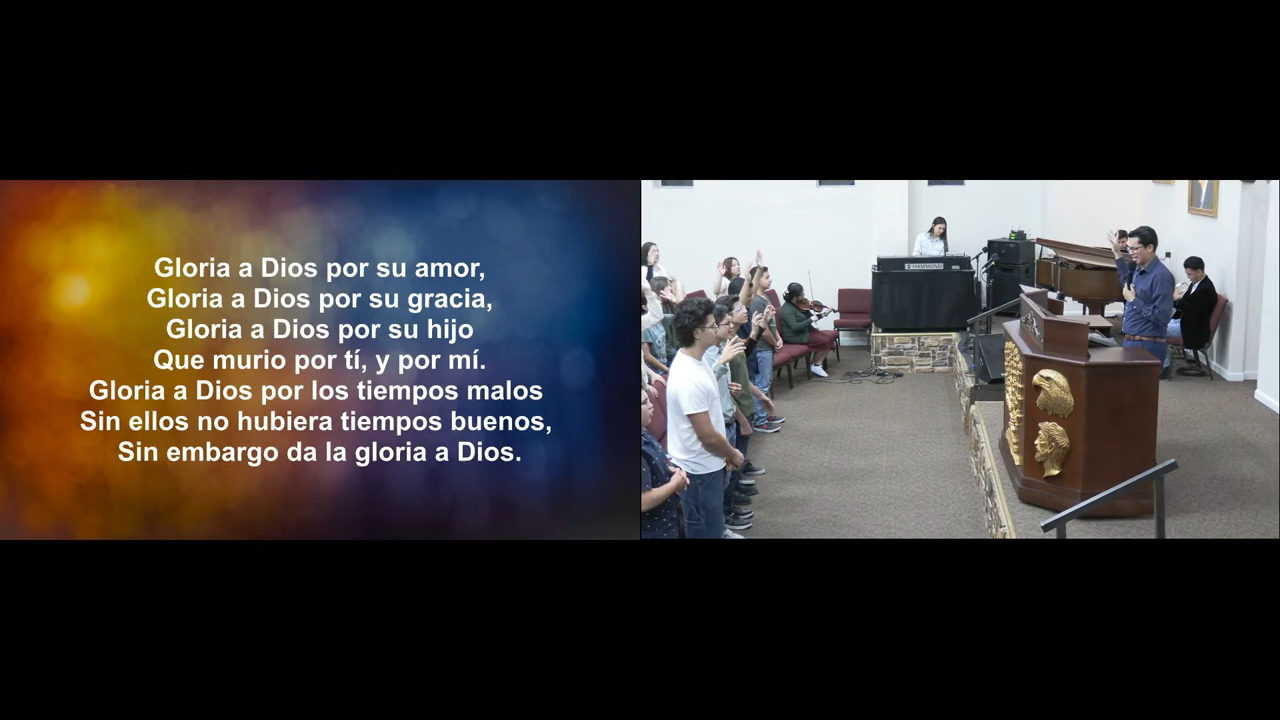 Gloria a Dios por su amor,
Gloria a Dios por su gracia,
Gloria a Dios por su hijo
Que murio por tí, y por mí.
Gloria a Dios por los tiempos malos
Sin ellos no hubiera tiempos buenos,
Sin embargo da la gloria a Dios.
HAMMOND